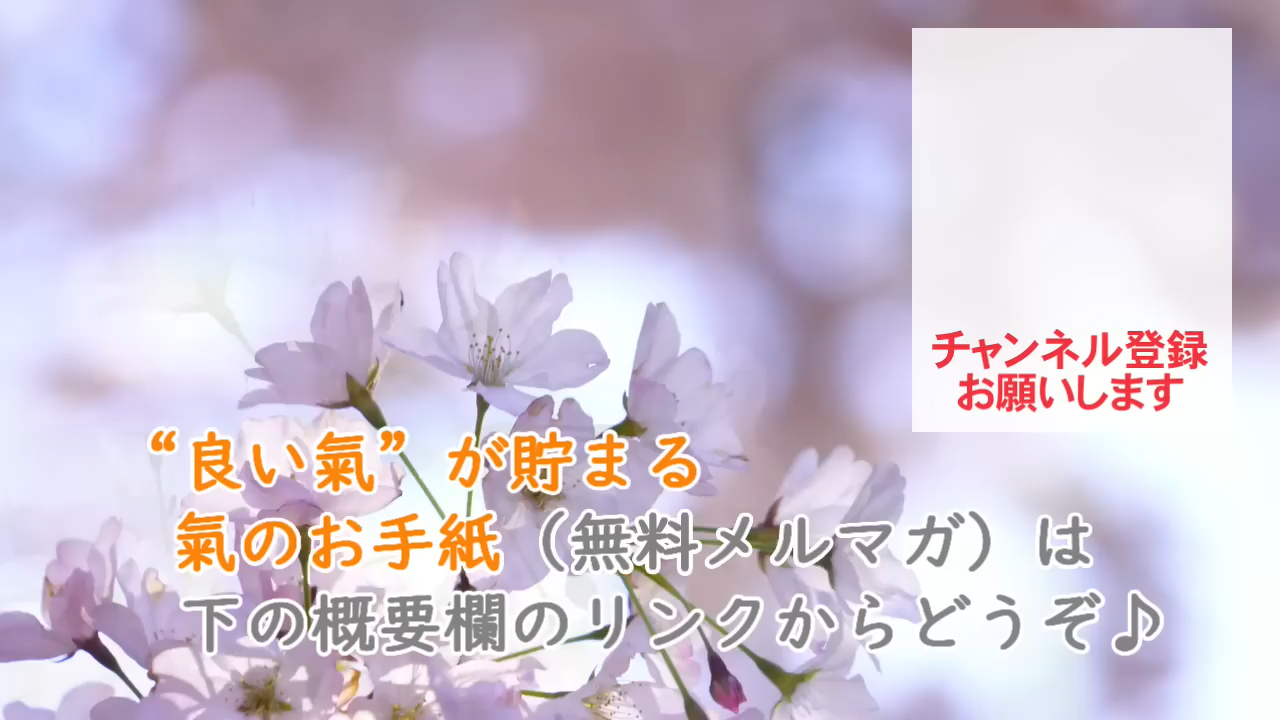 チャンネル登録
お願いします
“良い氣”が貯まる
氣のお手紙（無料メルマガ）は
下の概要欄のリンクからどうぞ♪